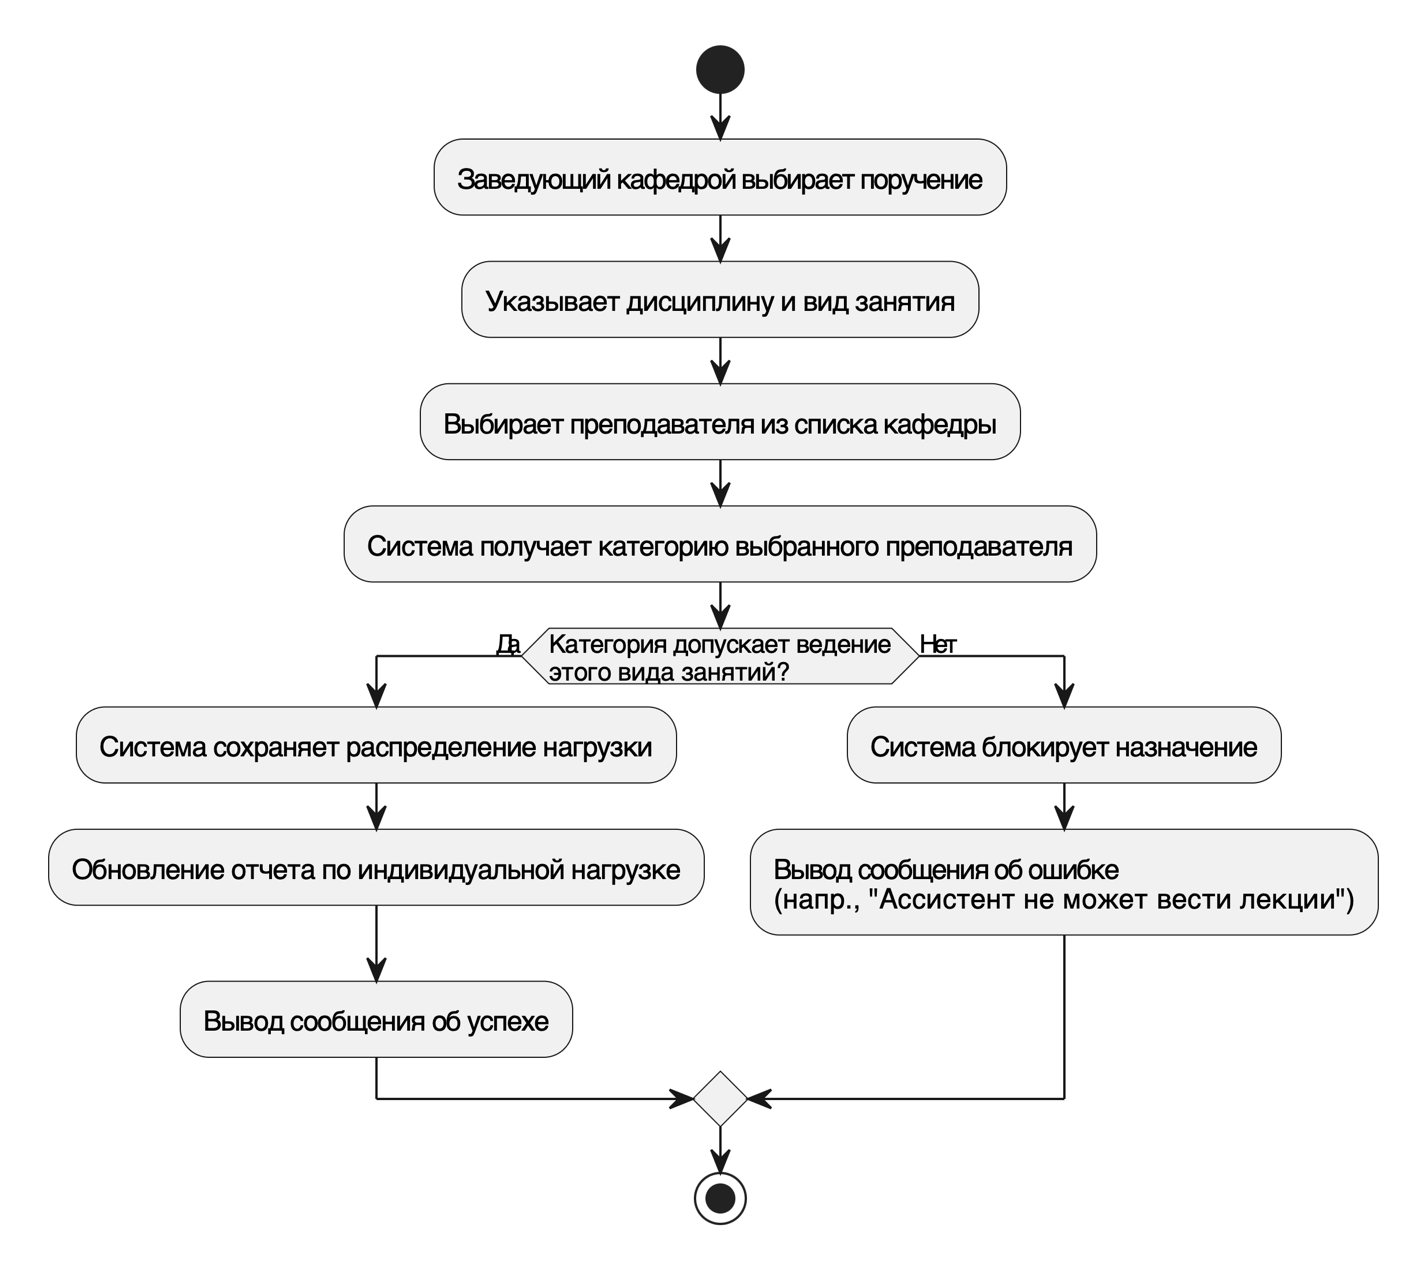 Заведующий кафедрой выбирает поручение
Указывает дисциплину и вид занятия
Выбирает преподавателя из списка кафедры
Система получает категорию выбранного преподавателя
Да
Категория допускает ведение
этого вида занятий?
Нет
Система сохраняет распределение нагрузки
Система блокирует назначение
Обновление отчета по индивидуальной нагрузке
Вывод сообщения об ошибке
(напр., "Ассистент не может вести лекции")
Вывод сообщения об успехе